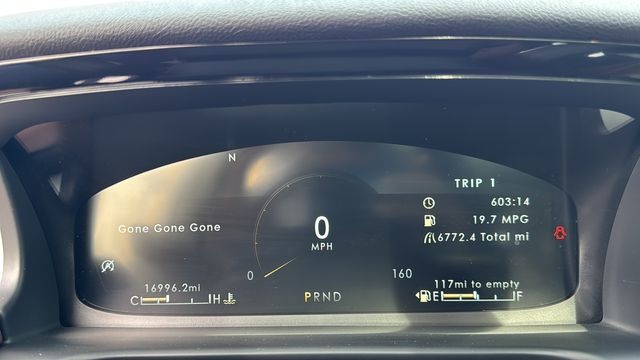 N
TRIP 1
603:14
19.7 MPG
6772.4 Total mi
Gone Gone Gone
0
MPH
0
160
16996.2mi
117mi to empty
C H
PRND
E F